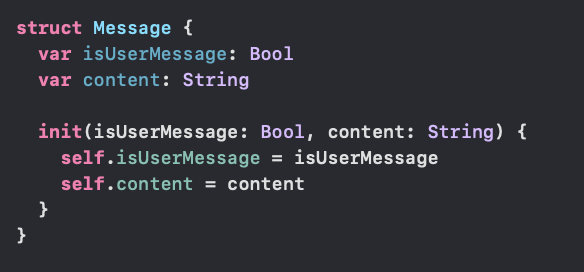 struct Message {
  var isUserMessage: Bool
  var content: String

  init(isUserMessage: Bool, content: String) {
    self.isUserMessage = isUserMessage
    self.content = content
  }
}